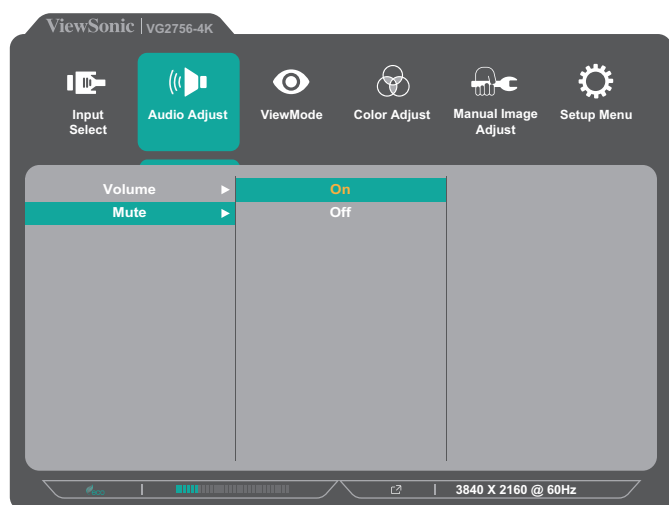 ViewSonic | VG2756-4K
Input
Select
Audio Adjust
ViewMode
Color Adjust
Manual Image
Adjust
Setup Menu
Volume
On
Mute
Off
eco
3840 X 2160 @ 60Hz